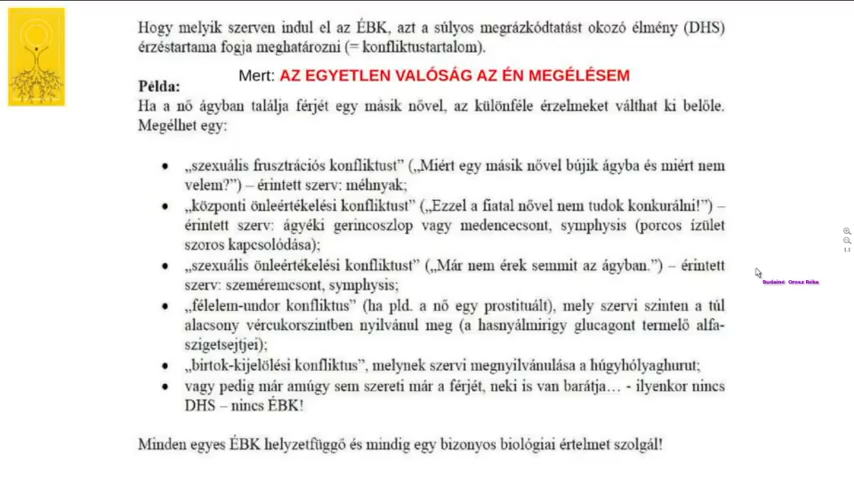 Hogy melyik szerven indul el az ÉBK, azt a súlyos megrázkódtatást okozó élmény (DHS)
érzéstartama fogja meghatározni (= konfliktustartalom).
Mert: AZ EGYETLEN VALÓSÁG AZ ÉN MEGÉLÉSEM
Példa:
Ha a nő ágyban találja férjét egy másik nővel, az különféle érzelmeket válthat ki belőle.
Megélhet egy:
• „szexuális frusztrációs konfliktust” („Miért egy másik nővel bújik ágyba és miért nem
velem?”) – érintett szerv: méhnyak;
• „központi önleértékelési konfliktust” („Ezzel a fiatal nővel nem tudok konkurálni!”) –
érintett szerv: ágyéki gerincoszlop vagy medencecsont, symphysis (porcos ízület
szoros kapcsolódása);
• „szexuális önleértékelési konfliktust” („Már nem érek semmit az ágyban.”) – érintett
szerv: szeméremcsont, symphysis;
• „félelem-undor konfliktus” (ha pld. a nő egy prostituált), mely szervi szinten a túl
alacsony vércukorszintben nyilvánul meg (a hasnyálmirigy glucagont termelő alfa-
szigetsejtjei);
• „birtok-kijelölési konfliktus”, melynek szervi megnyilvánulása a húgyhólyaghurut;
• vagy pedig már amúgy sem szereti már a férjét, neki is van barátja… - ilyenkor nincs
DHS – nincs ÉBK!
Minden egyes ÉBK helyzetfüggő és mindig egy bizonyos biológiai értelmet szolgál!